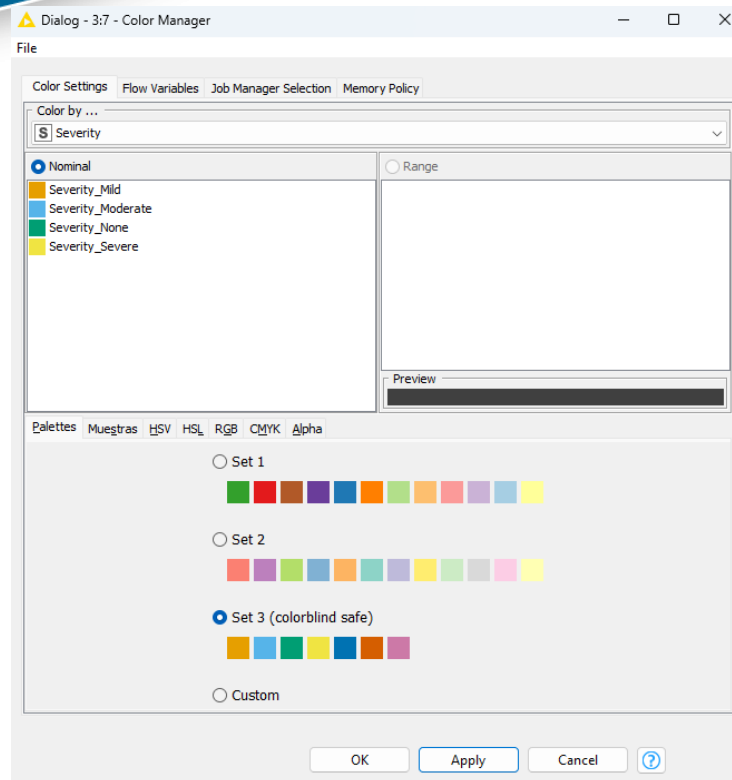 Dialog - 3:7 - Color Manager
File
Color Settings Flow Variables Job Manager Selection Memory Policy
Color by ...
S Severity
Nominal
Range
Severity_Mild
Severity_Moderate
Severity_None
Severity_Severe
Preview
Palettes Muestras HSV HSL RGB CMYK Alpha
Set 1
Set 2
Set 3 (colorblind safe)
Custom
OK Apply Cancel ?